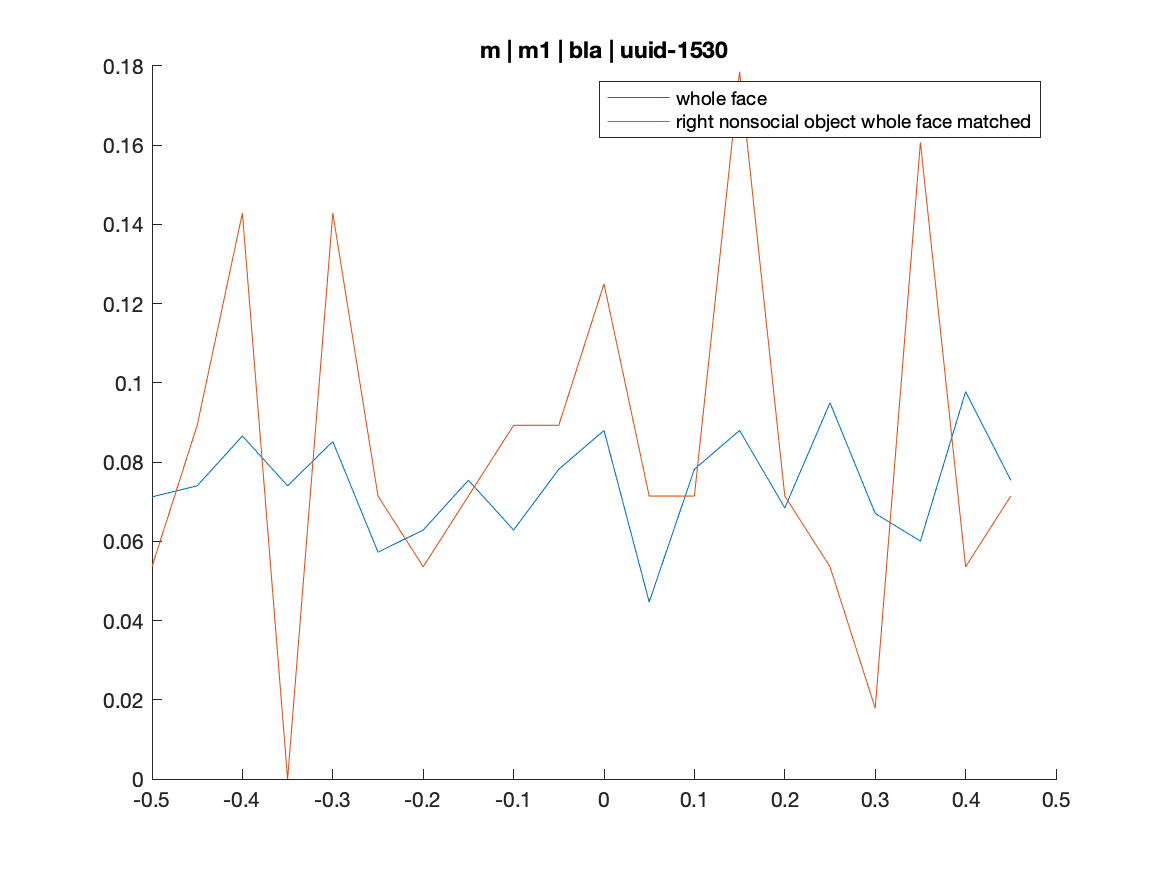 m | m1 | bla | uuid-1530
0.18
whole face
right nonsocial object whole face matched
0.16
0.14
0.12
0.1
0.08
0.06
0.04
0.02
0
-0.5 -0.4 -0.3 -0.2 -0.1 0 0.1 0.2 0.3 0.4 0.5